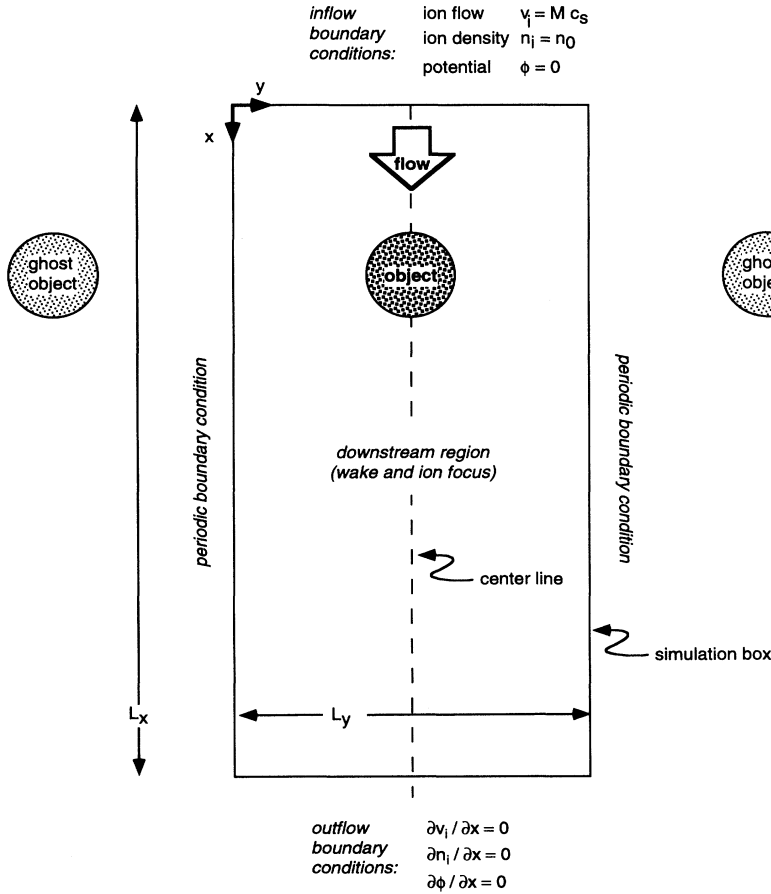 inflow boundary conditions:
ion flow v_i = M c_s
ion density n_i = n_0
potential ϕ = 0
y
x
flow
ghost
object
object
gho
obje
periodic boundary condition
periodic boundary condition
downstream region
(wake and ion focus)
center line
simulation box
L_x
L_y
outflow boundary conditions:
∂v_i / ∂x = 0
∂n_i / ∂x = 0
∂ϕ / ∂x = 0